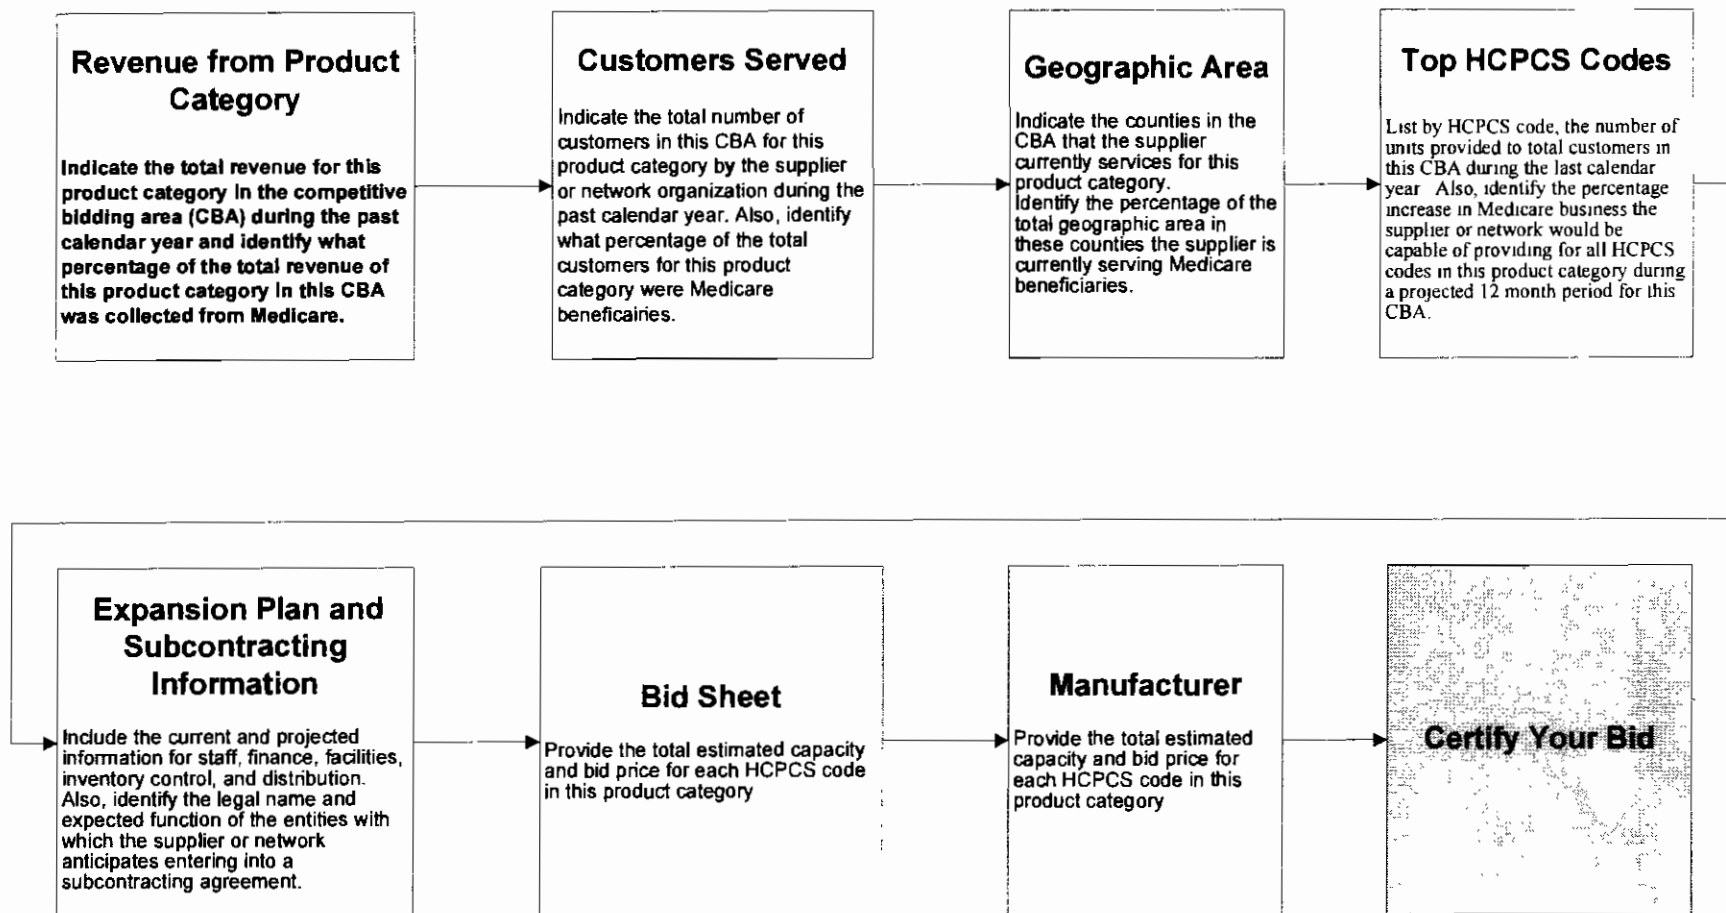 Revenue from Product
Category
Indicate the total revenue for this
product category in the competitive
bidding area (CBA) during the past
calendar year and identify what
percentage of the total revenue of
this product category in this CBA
was collected from Medicare.
Customers Served
Indicate the total number of
customers in this CBA for this
product category by the supplier
or network organization during the
past calendar year. Also, identify
what percentage of the total
customers for this product
category were Medicare
beneficairies.
Geographic Area
Indicate the counties in the
CBA that the supplier
currently services for this
product category.
Identify the percentage of the
total geographic area in
these counties the supplier is
currently serving Medicare
beneficiaries.
Top HCPCS Codes
List by HCPCS code, the number of
units provided to total customers in
this CBA during the last calendar
year Also, identify the percentage
increase in Medicare business the
supplier or network would be
capable of providing for all HCPCS
codes in this product category during
a projected 12 month period for this
CBA.
Expansion Plan and
Subcontracting
Information
Include the current and projected
information for staff, finance, facilities,
inventory control, and distribution.
Also, identify the legal name and
expected function of the entities with
which the supplier or network
anticipates entering into a
subcontracting agreement.
Bid Sheet
Provide the total estimated capacity
and bid price for each HCPCS code
in this product category
Manufacturer
Provide the total estimated
capacity and bid price for
each HCPCS code in this
product category
Certify Your Bid